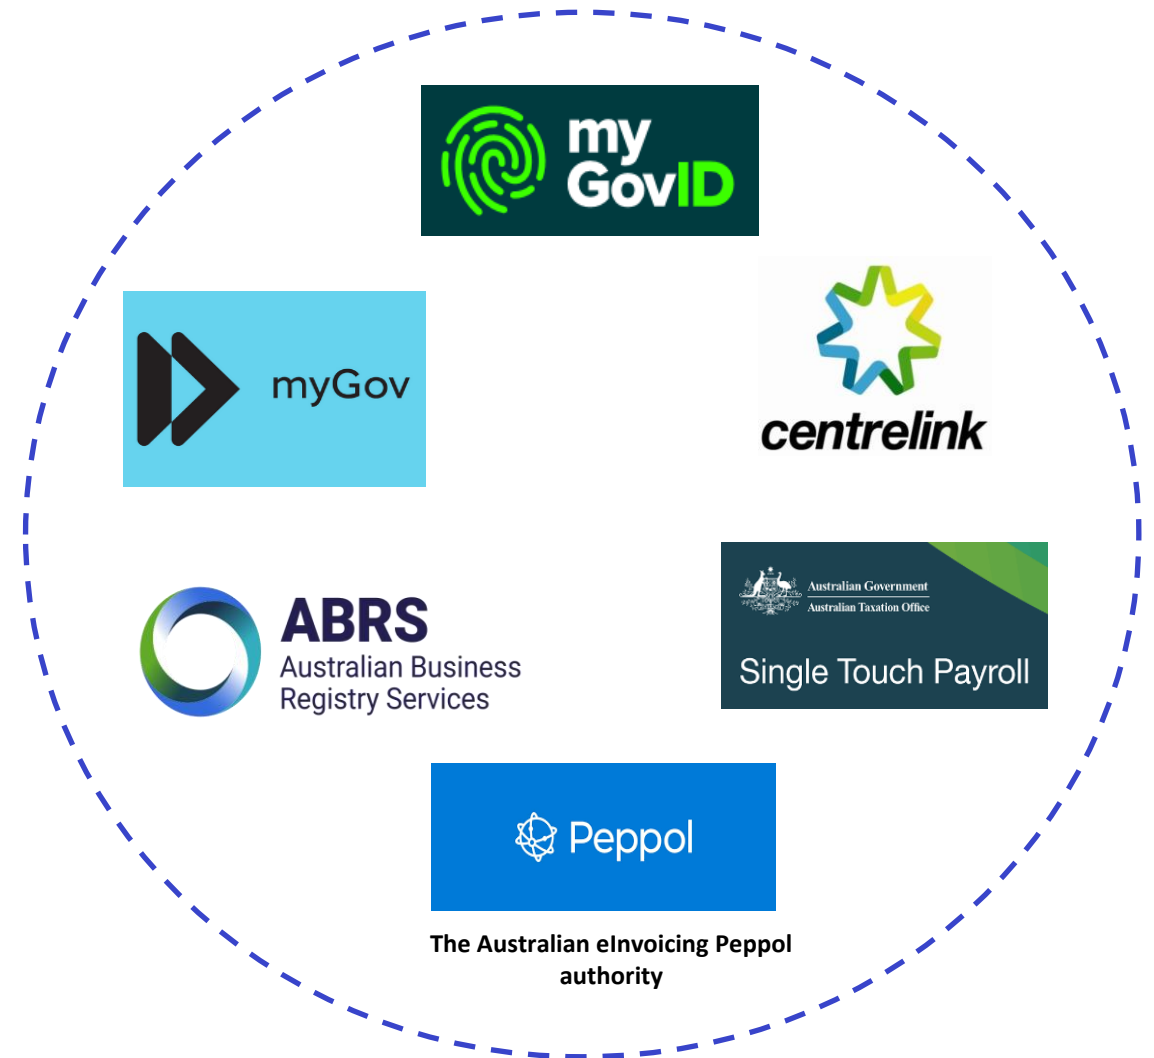 my
GovID
myGov
centrelink
ABRS
Australian Business
Registry Services
Australian Government
Australian Taxation Office
Single Touch Payroll
Peppol
The Australian eInvoicing Peppol
authority